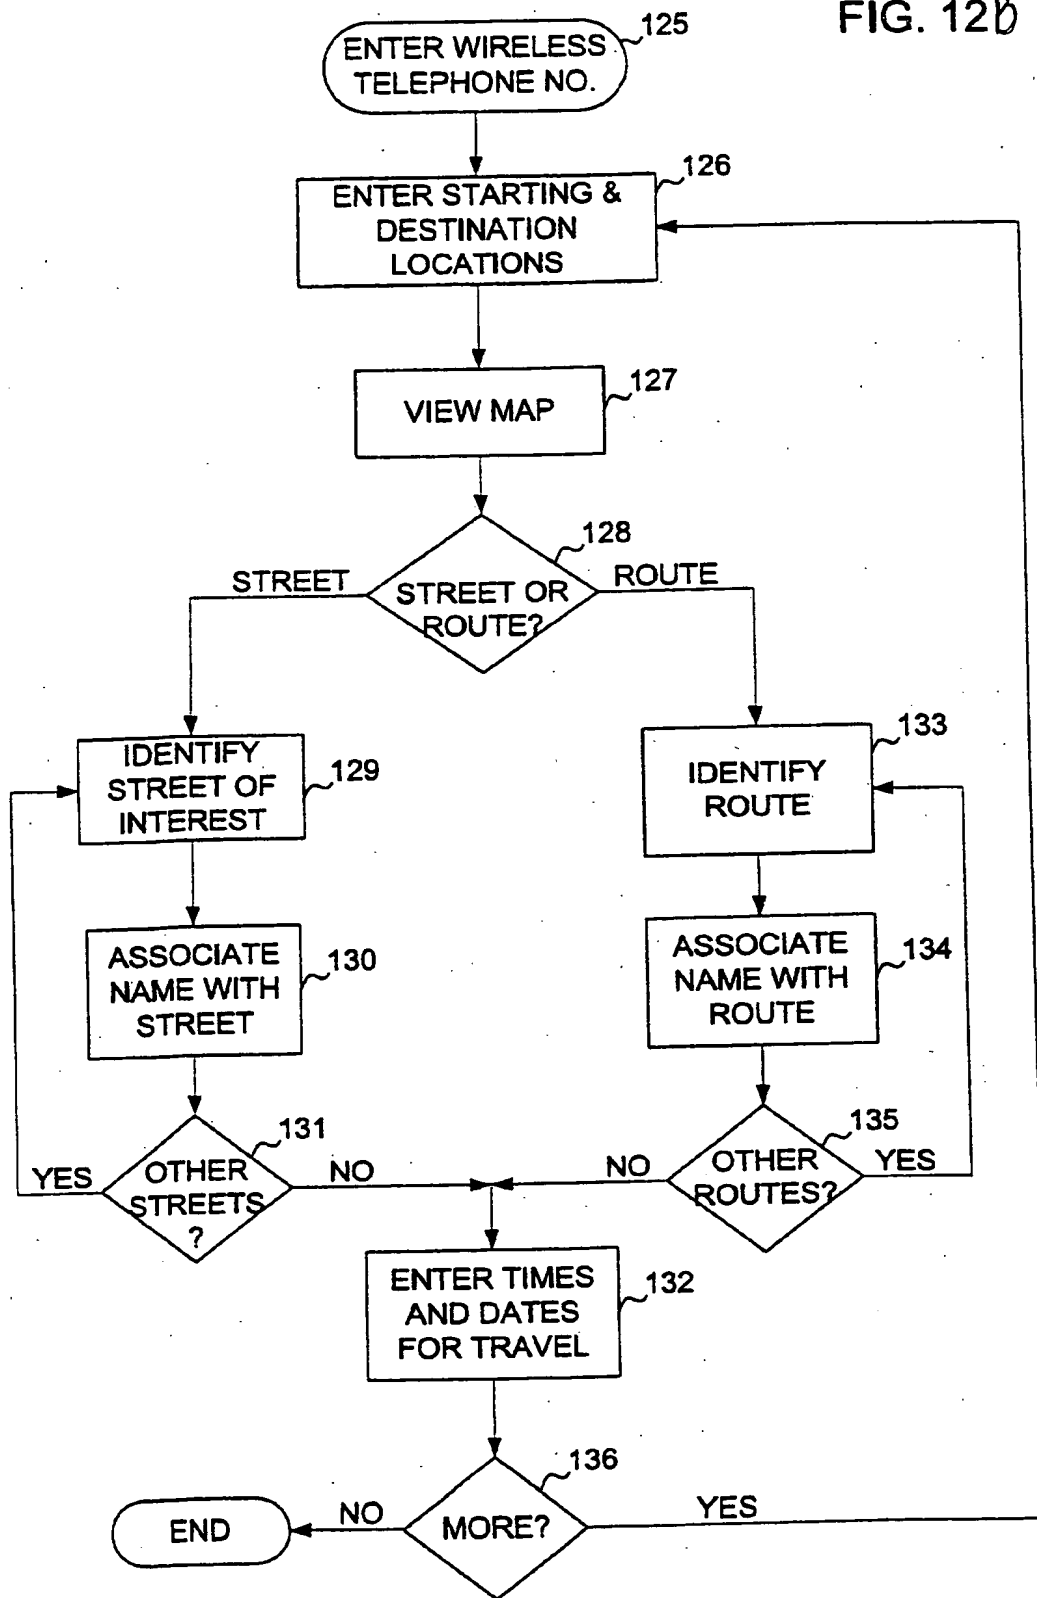 FIG. 12b
ENTER WIRELESS
TELEPHONE NO.
125
ENTER STARTING &
DESTINATION
LOCATIONS
126
VIEW MAP
127
STREET OR
ROUTE?
128
STREET
ROUTE
IDENTIFY
STREET OF
INTEREST
129
IDENTIFY
ROUTE
133
ASSOCIATE
NAME WITH
STREET
130
ASSOCIATE
NAME WITH
ROUTE
134
OTHER
STREETS
?
131
YES
NO
OTHER
ROUTES?
135
NO
YES
ENTER TIMES
AND DATES
FOR TRAVEL
132
MORE?
136
NO
YES
END